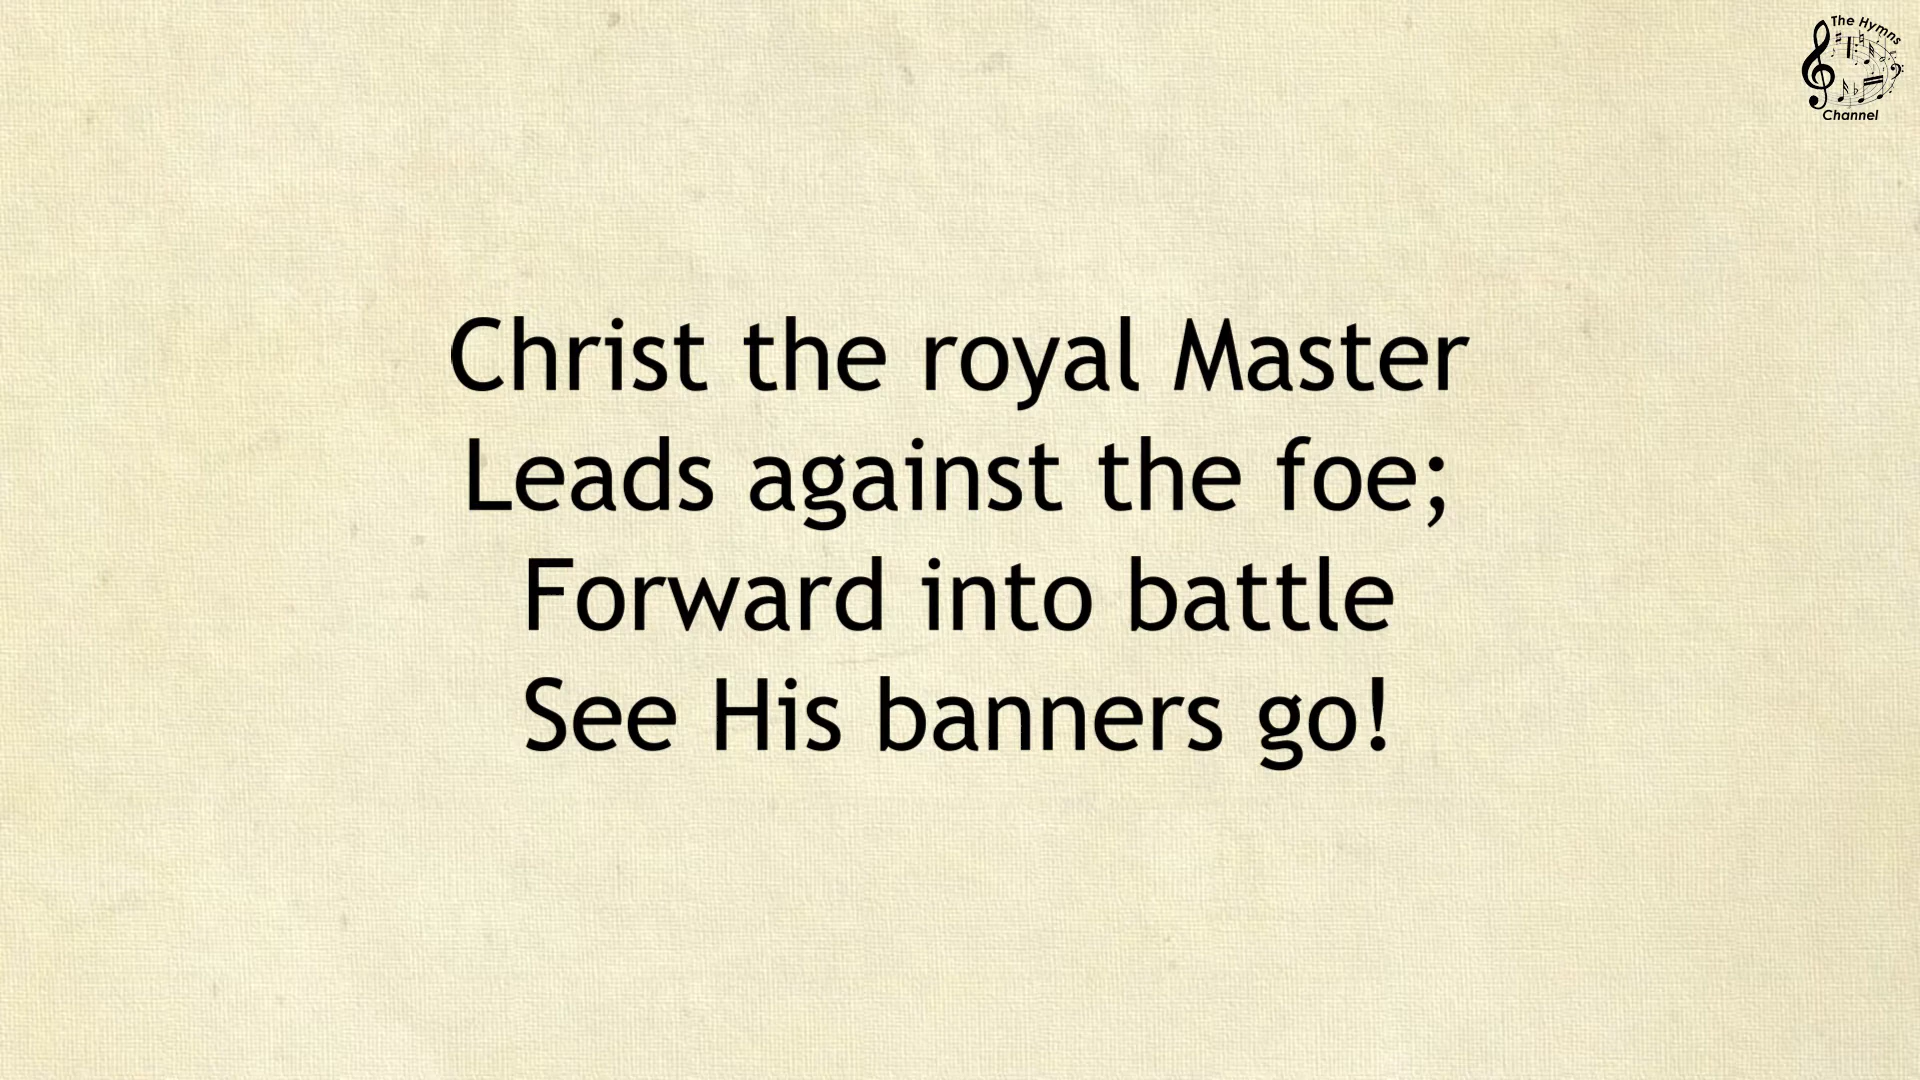 The Hymns
Channel
Christ the royal Master
Leads against the foe;
Forward into battle
See His banners go!